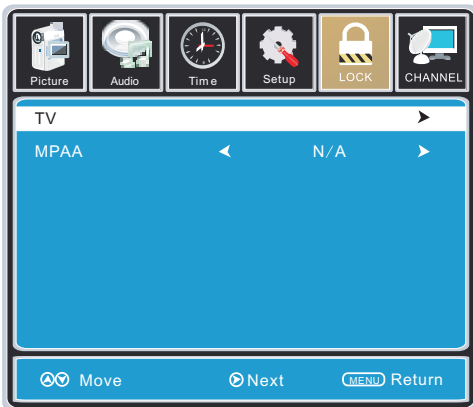 Picture Audio Time Setup LOCK CHANNEL
TV
MPAA N/A
Move Next MENU Return